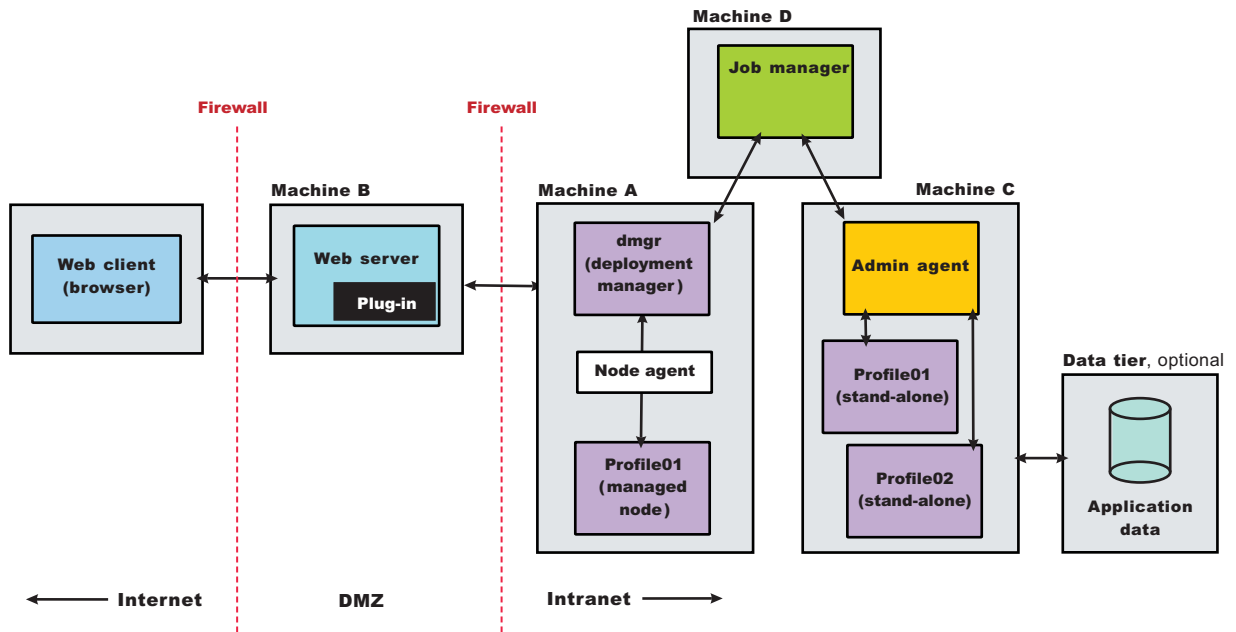 Machine D
Job manager
Firewall
Firewall
Machine B
Machine A
Machine C
Web client
(browser)
Web server
Plug-in
dmgr
(deployment
manager)
Node agent
Profile01
(managed
node)
Admin agent
Profile01
(stand-alone)
Profile02
(stand-alone)
Data tier, optional
Application
data
Internet
DMZ
Intranet